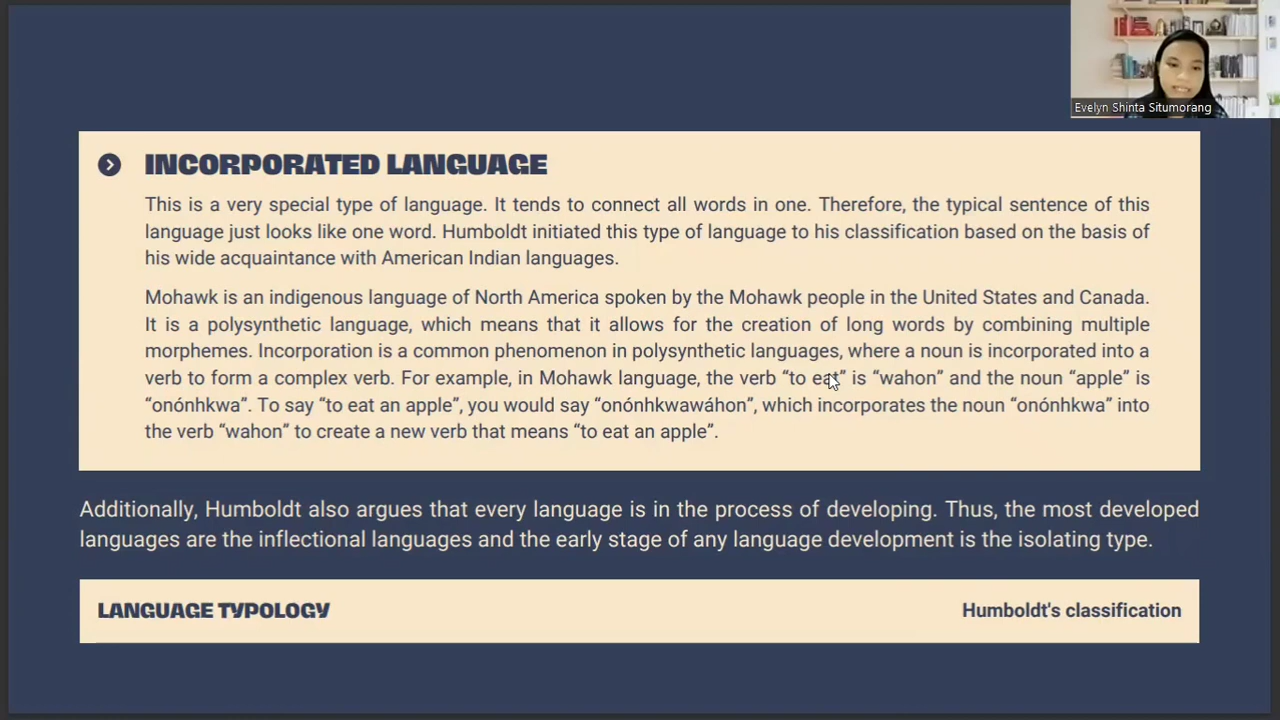 Evelyn Shinta Situmorang
INCORPORATED LANGUAGE
This is a very special type of language. It tends to connect all words in one. Therefore, the typical sentence of this
language just looks like one word. Humboldt initiated this type of language to his classification based on the basis of
his wide acquaintance with American Indian languages.
Mohawk is an indigenous language of North America spoken by the Mohawk people in the United States and Canada.
It is a polysynthetic language, which means that it allows for the creation of long words by combining multiple
morphemes. Incorporation is a common phenomenon in polysynthetic languages, where a noun is incorporated into a
verb to form a complex verb. For example, in Mohawk language, the verb “to eat” is “wahon” and the noun “apple” is
“onónhkwa”. To say “to eat an apple”, you would say “onónhkwawáhon”, which incorporates the noun “onónhkwa” into
the verb “wahon” to create a new verb that means “to eat an apple”.
Additionally, Humboldt also argues that every language is in the process of developing. Thus, the most developed
languages are the inflectional languages and the early stage of any language development is the isolating type.
LANGUAGE TYPOLOGY
Humboldt's classification